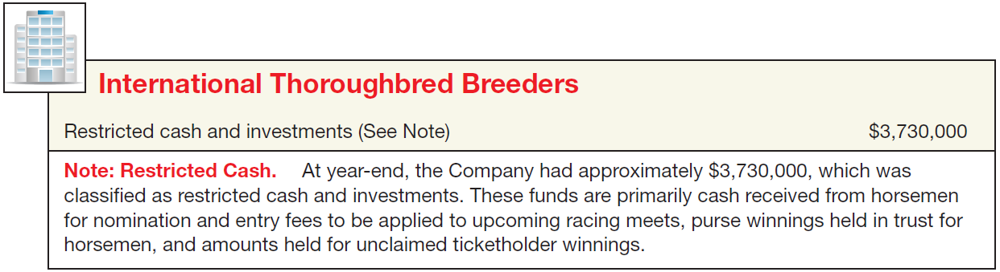 International Thoroughbred Breeders
Restricted cash and investments (See Note) $3,730,000
Note: Restricted Cash. At year-end, the Company had approximately $3,730,000, which was
classified as restricted cash and investments. These funds are primarily cash received from horsemen
for nomination and entry fees to be applied to upcoming racing meets, purse winnings held in trust for
horsemen, and amounts held for unclaimed ticketholder winnings.